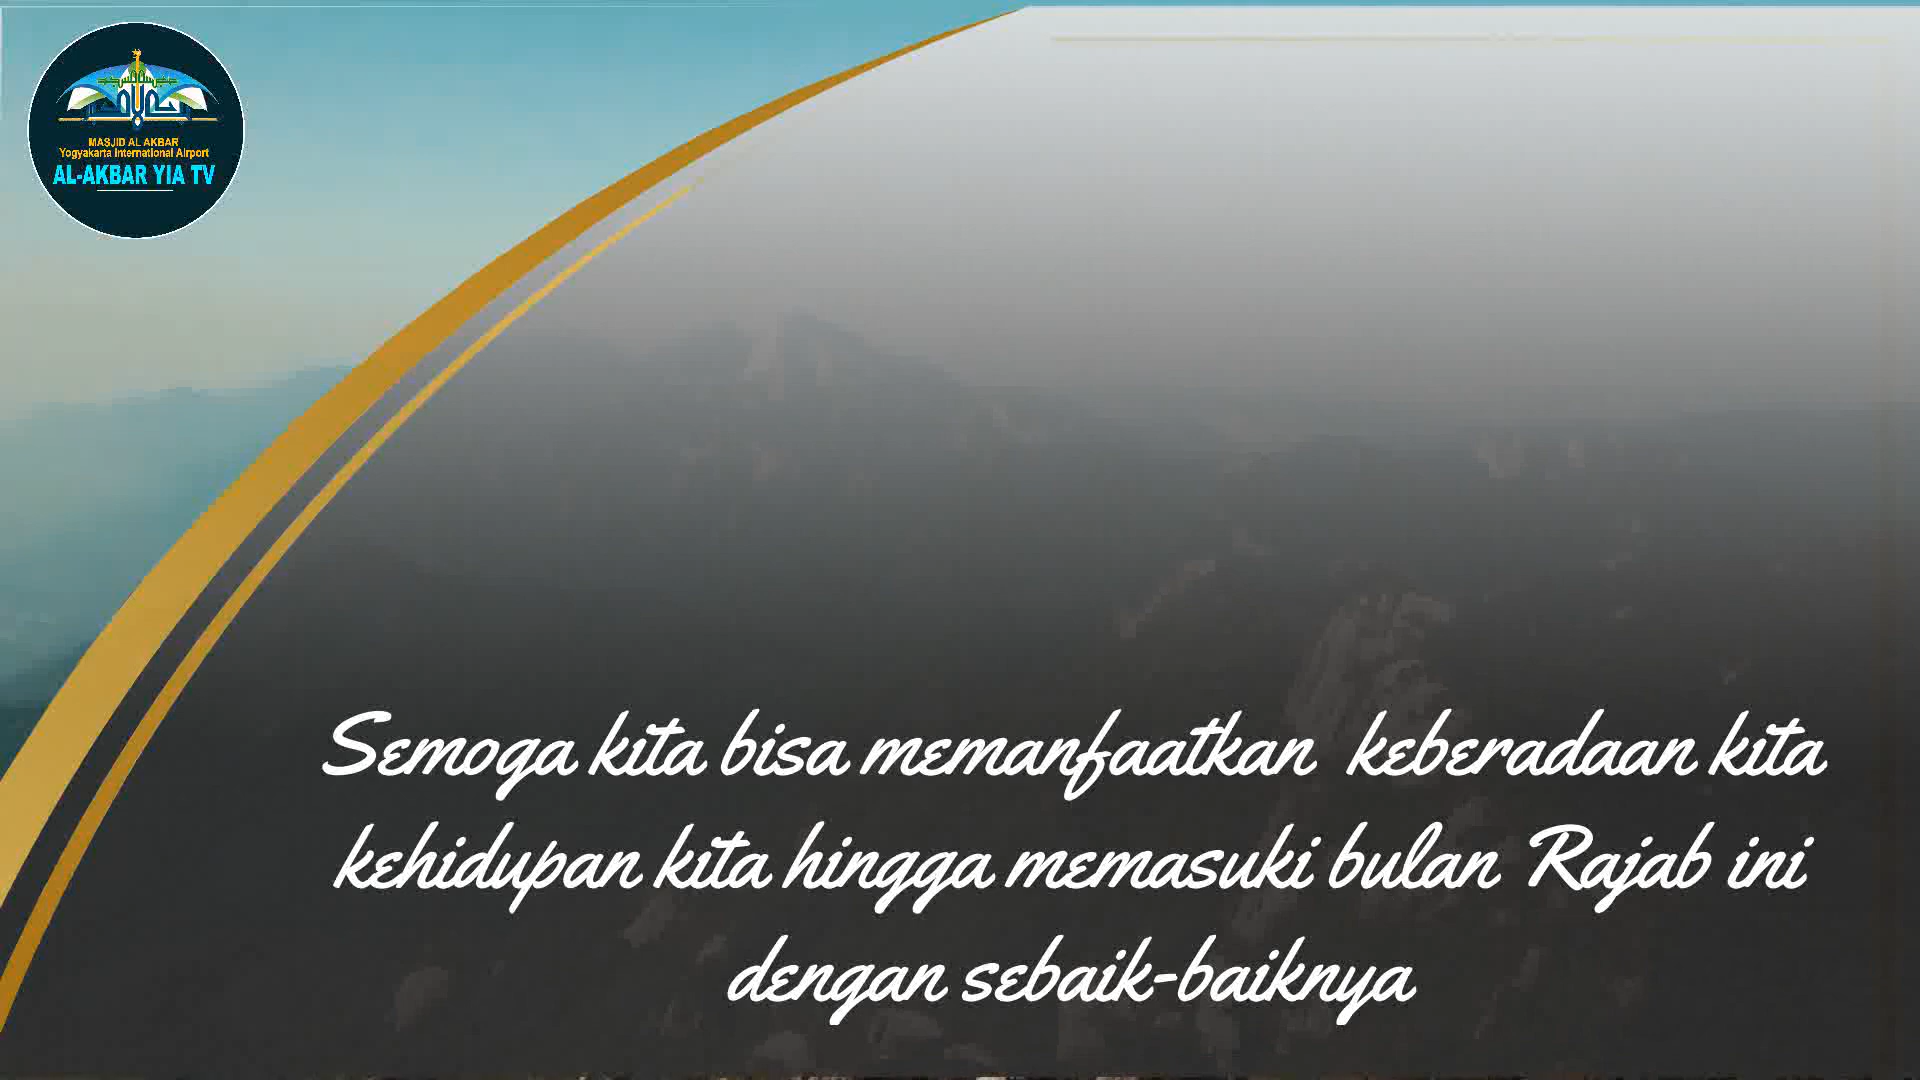 MASJID AL AKBAR
Yogyakarta International Airport
AL-AKBAR YIA TV
Semoga kita bisa memanfaatkan keberadaan kita
kehidupan kita hingga memasuki bulan Rajab ini
dengan sebaik-baiknya